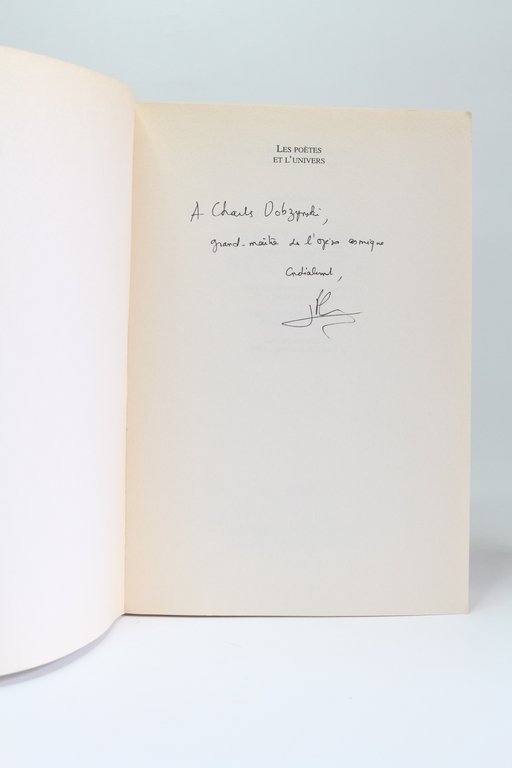 LES POÈTES
ET L'UNIVERS
A Charles Dobzynski,
grand-maître de l'opéra cosmique
Cordialement,